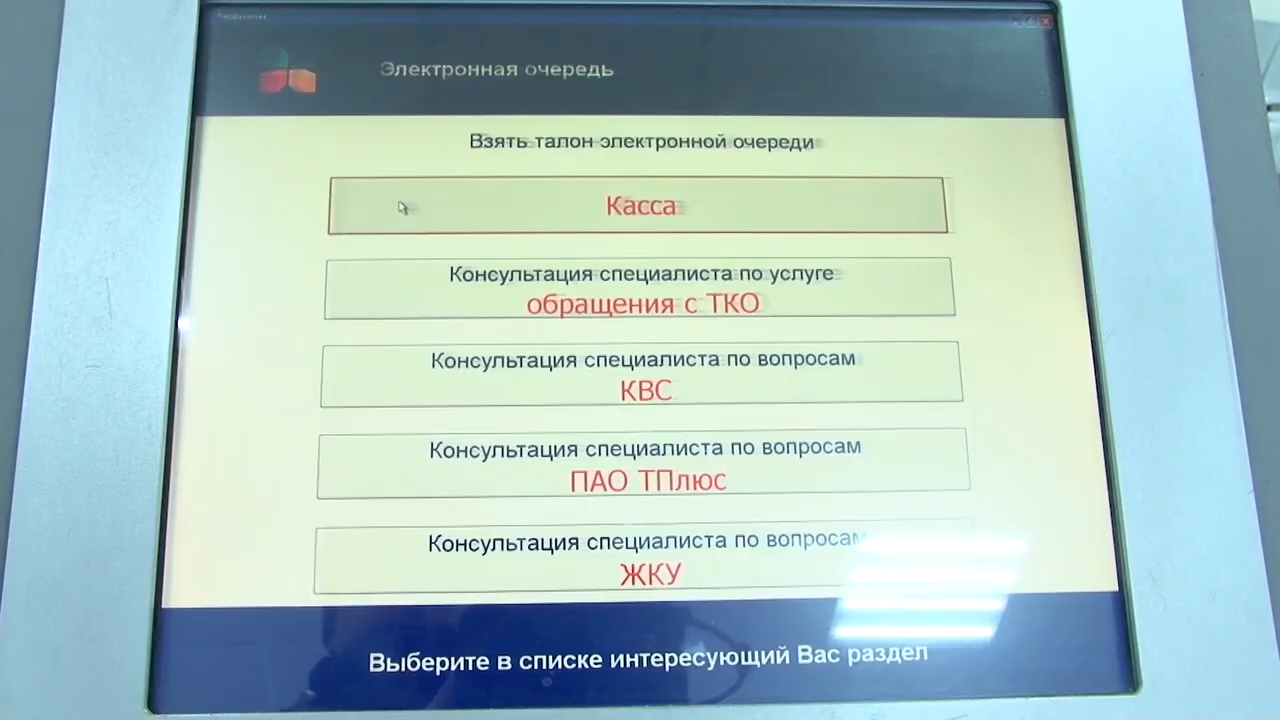 Электронная очередь
Взять талон электронной очереди
Касса
Консультация специалиста по услуге
обращения с ТКО
Консультация специалиста по вопросам
КВС
Консультация специалиста по вопросам
ПАО ТПлюс
Консультация специалиста по вопросам
ЖКУ
Выберите в списке интересующий Вас раздел